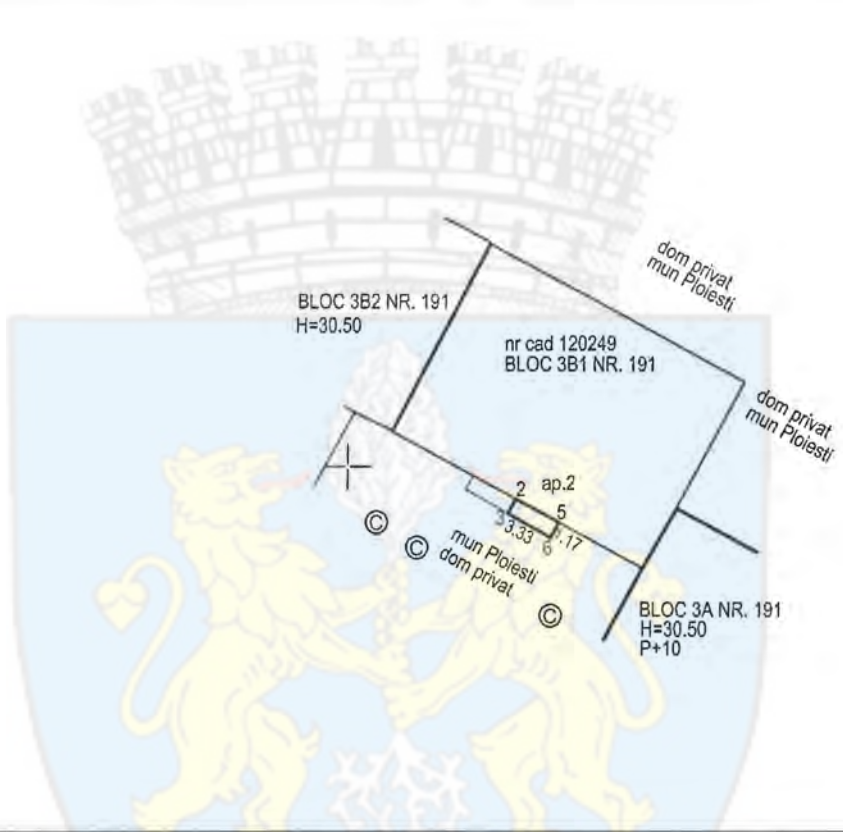 dom privat
mun Ploiesti
BLOC 3B2 NR. 191
H=30.50
nr cad 120249
BLOC 3B1 NR. 191
dom privat
mun Ploiesti
2 ap.2
5
3
3.33
6
.17
mun Ploiesti
dom privat
©
©
©
BLOC 3A NR. 191
H=30.50
P+10